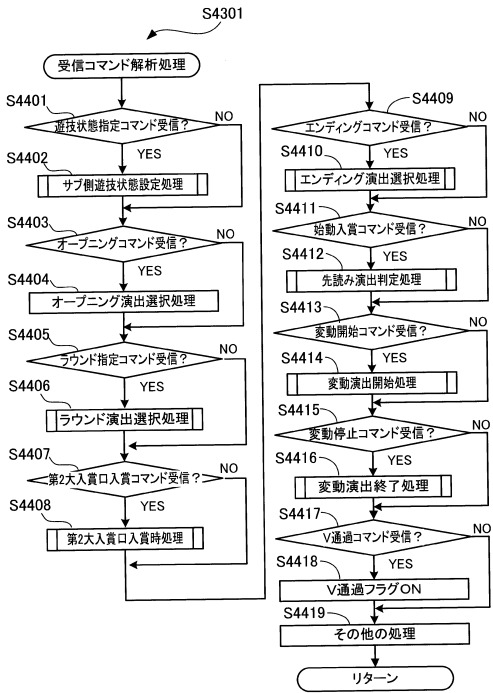 S4301
受信コマンド解析処理
S4401
遊技状態指定コマンド受信？
NO
YES
S4402
サブ側遊技状態設定処理
S4403
オープニングコマンド受信？
NO
YES
S4404
オープニング演出選択処理
S4405
ラウンド指定コマンド受信？
NO
YES
S4406
ラウンド演出選択処理
S4407
第2大入賞口入賞コマンド受信？
NO
YES
S4408
第2大入賞口入賞時処理
S4409
エンディングコマンド受信？
NO
YES
S4410
エンディング演出選択処理
S4411
始動入賞コマンド受信？
NO
YES
S4412
先読み演出判定処理
S4413
変動開始コマンド受信？
NO
YES
S4414
変動演出開始処理
S4415
変動停止コマンド受信？
NO
YES
S4416
変動演出終了処理
S4417
V通過コマンド受信？
NO
YES
S4418
V通過フラグON
S4419
その他の処理
リターン